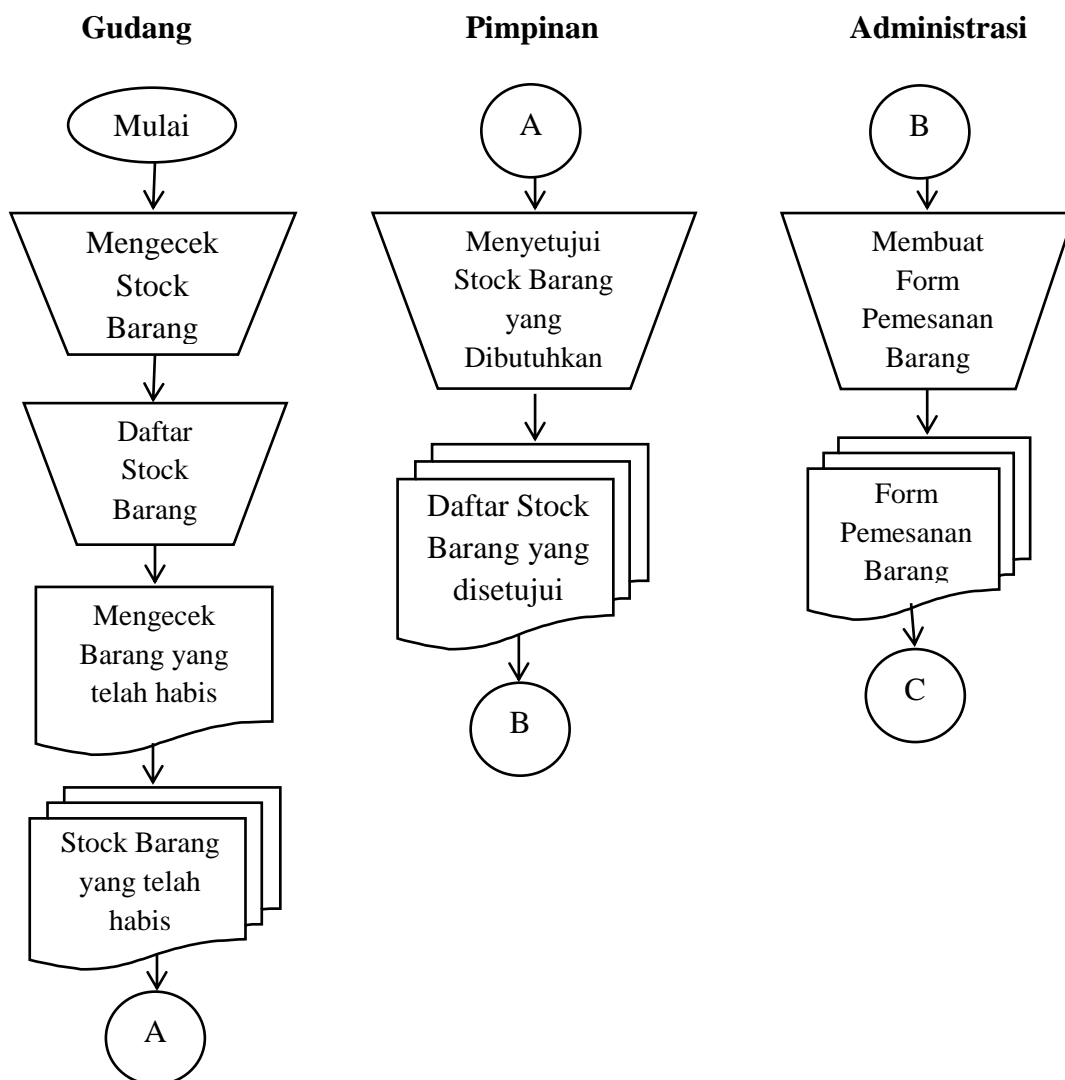 Gudang
Mulai
Mengecek
Stock
Barang
Daftar
Stock
Barang
Mengecek
Barang yang
telah habis
Stock Barang
yang telah
habis
A
Pimpinan
A
Menyetujui
Stock Barang
yang
Dibutuhkan
Daftar Stock
Barang yang
disetujui
B
Administrasi
B
Membuat
Form
Pemesanan
Barang
Form
Pemesanan
Barang
C